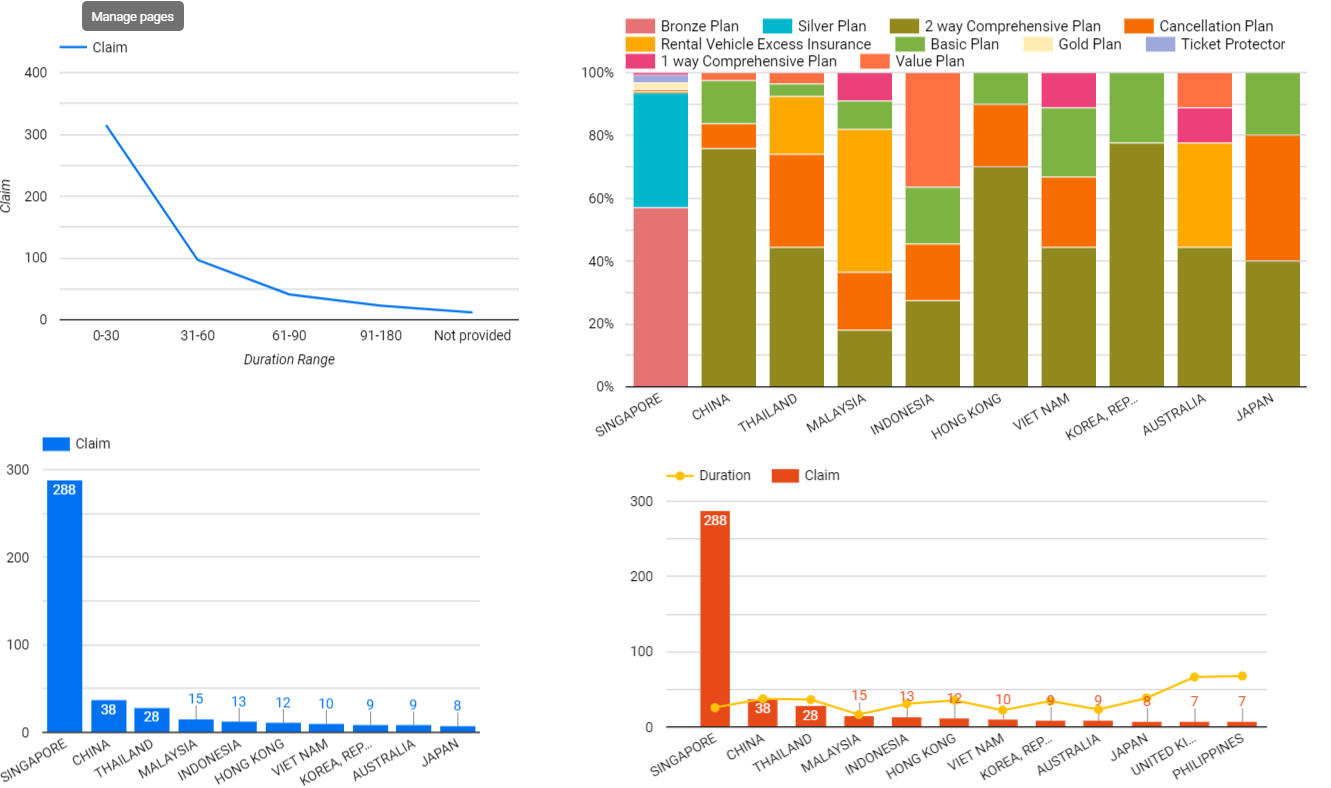 Manage pages
Claim
400
300
200
100
0
Claim
0-30 31-60 61-90 91-180 Not provided
Duration Range
Bronze Plan Silver Plan 2 way Comprehensive Plan Cancellation Plan
Rental Vehicle Excess Insurance Basic Plan Gold Plan Ticket Protector
1 way Comprehensive Plan Value Plan
100%
80%
60%
40%
20%
0%
SINGAPORE CHINA THAILAND MALAYSIA INDONESIA HONG KONG VIET NAM KOREA, REP... AUSTRALIA JAPAN
Claim
300
200
100
0
288 38 28 15 13 12 10 9 9 8
SINGAPORE CHINA THAILAND MALAYSIA INDONESIA HONG KONG VIET NAM KOREA, REP... AUSTRALIA JAPAN
Duration Claim
300
200
100
0
288 38 28 15 13 12 10 9 9 8 7 7
SINGAPORE CHINA THAILAND MALAYSIA INDONESIA HONG KONG VIET NAM KOREA, REP... AUSTRALIA JAPAN UNITED KI... PHILIPPINES